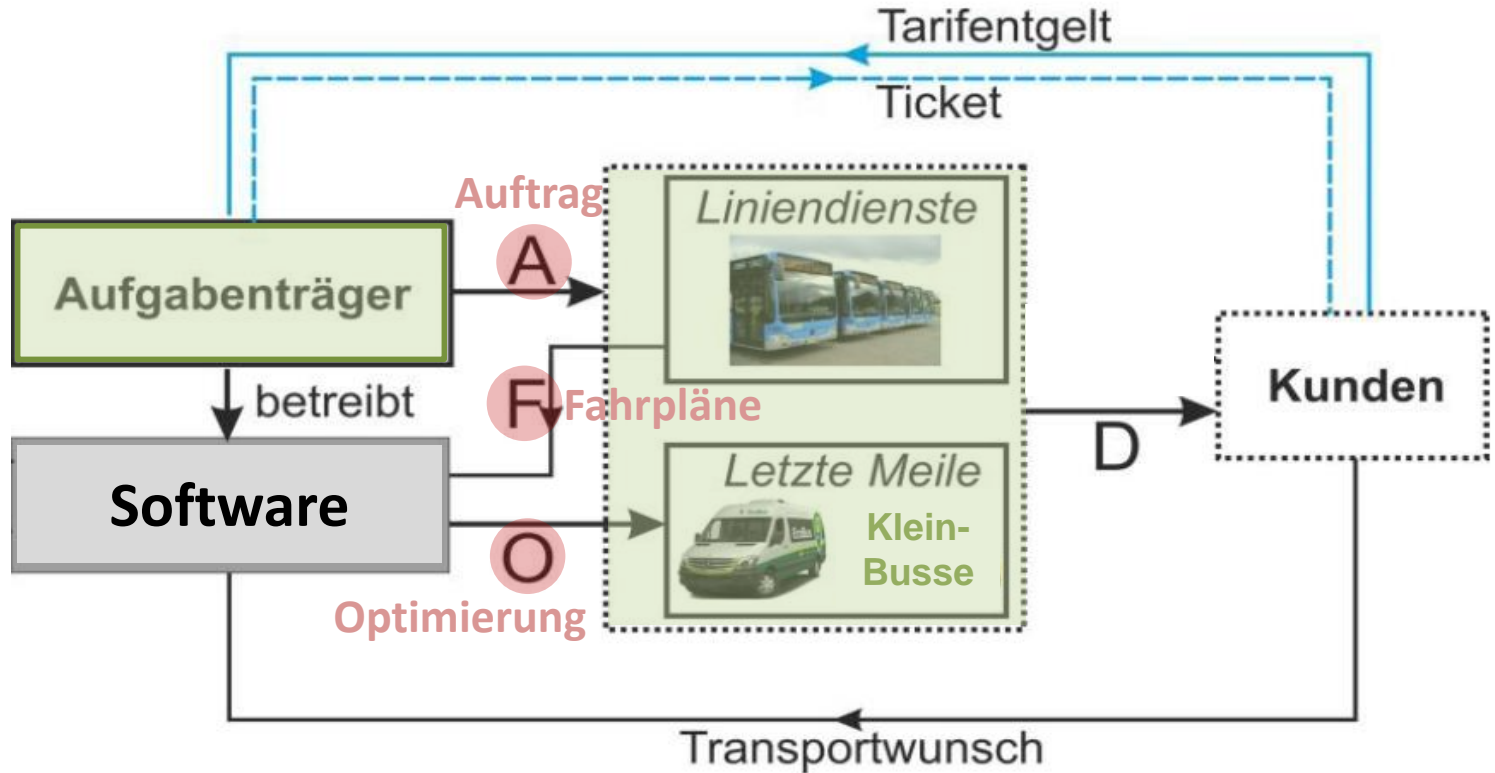 Tarifentgelt
Ticket
Auftrag
A
Liniendienste
Aufgabenträger
betreibt
F
Fahrpläne
D
Kunden
Software
Letzte Meile
Klein-
Busse
O
Optimierung
Transportwunsch